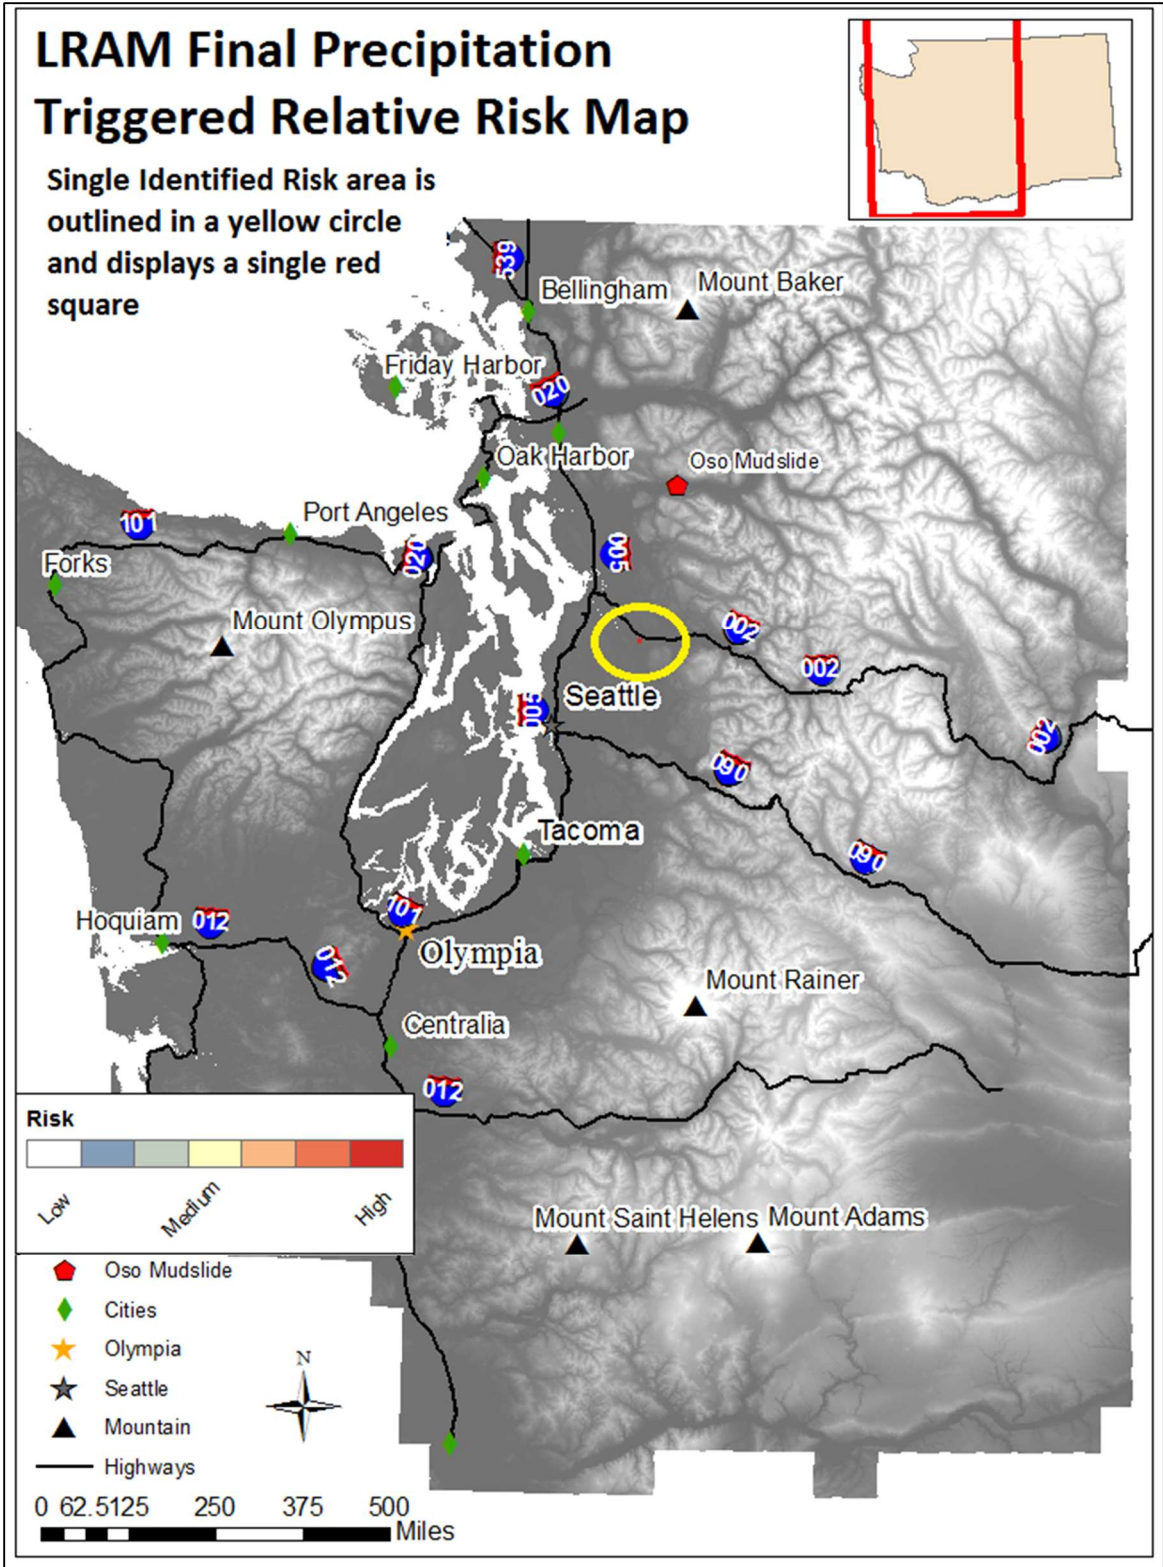 LRAM Final Precipitation
Triggered Relative Risk Map
Single Identified Risk area is
outlined in a yellow circle
and displays a single red
square
539
Bellingham
Mount Baker
Friday Harbor
020
Oak Harbor
Oso Mudslide
Port Angeles
101
020
005
Forks
Mount Olympus
002
002
Seattle
005
002
090
Tacoma
090
101
Hoquiam
012
012
Olympia
Mount Rainer
Centralia
012
Risk
Low
Medium
High
Mount Saint Helens
Mount Adams
Oso Mudslide
Cities
Olympia
Seattle
Mountain
Highways
N
0 62.5125 250 375 500
Miles